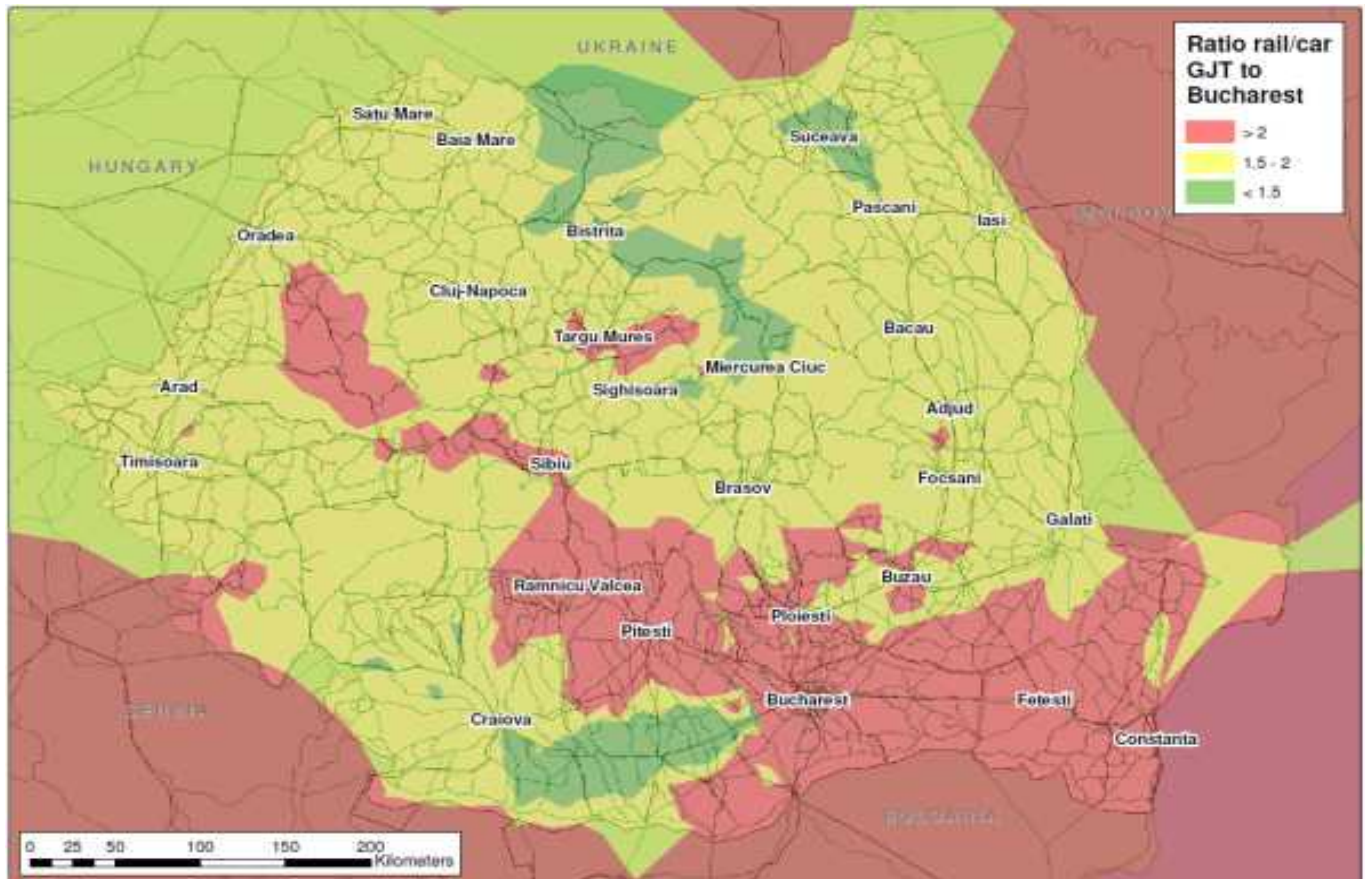 UKRAINE
Ratio rail/car
GJT to
Bucharest
> 2
1.5 - 2
< 1.5
Satu Mare
Baia Mare
Suceava
HUNGARY
Pascani
Iasi
Oradea
Bistrita
Cluj-Napoca
Targu Mures
Bacau
Miercurea Ciuc
Arad
Sighisoara
Adjud
Timisoara
Sibiu
Brasov
Focsani
Galati
Ramnicu Valcea
Buzau
Ploiesti
Pitesti
Bucharest
Fetesti
Craiova
Constanta
BULGARIA
0 25 50 100 150 200
Kilometers